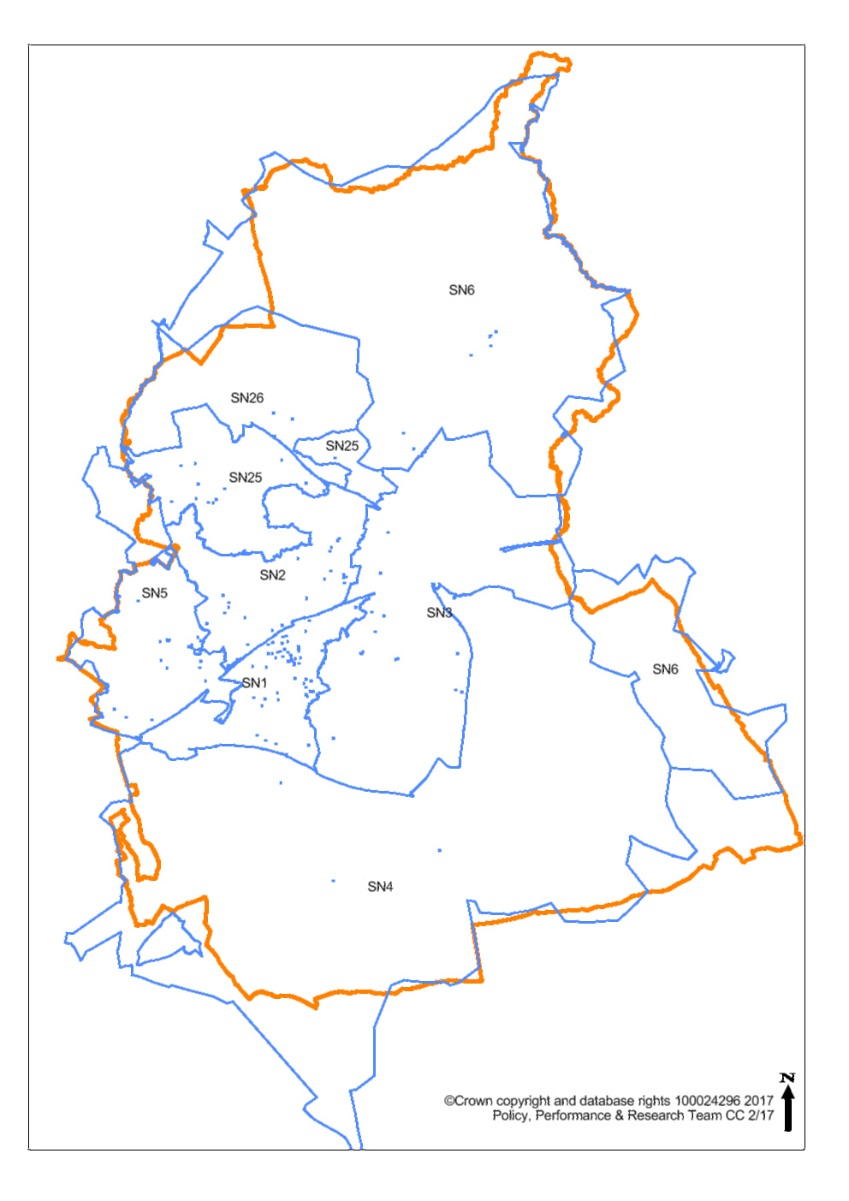 SN6
SN26
SN25
SN25
SN2
SN5
SN3
SN6
SN1
SN4
N
©Crown copyright and database rights 100024296 2017
Policy, Performance & Research Team CC 2/17